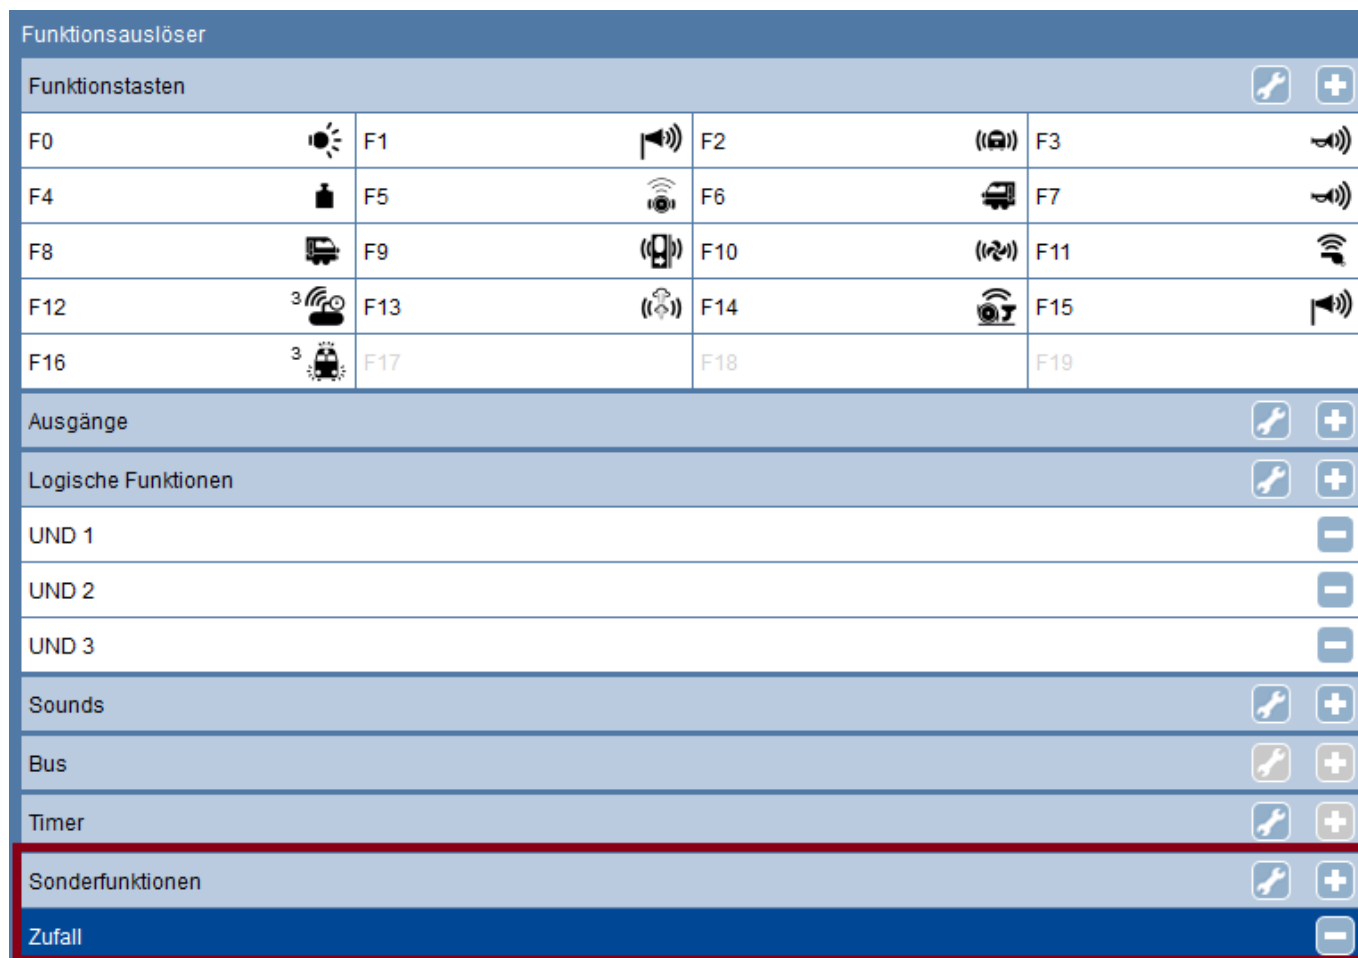 Funktionsauslöser
Funktionstasten
F0 F1 F2 F3
F4 F5 F6 F7
F8 F9 F10 F11
F12 3 F13 F14 F15
F16 3 F17 F18 F19
Ausgänge
Logische Funktionen
UND 1
UND 2
UND 3
Sounds
Bus
Timer
Sonderfunktionen
Zufall